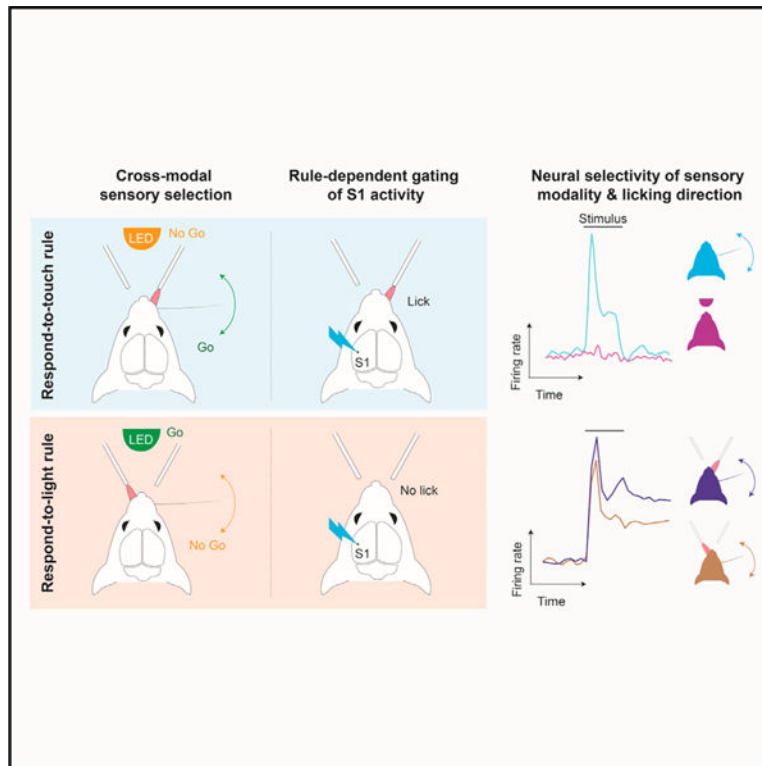 Cross-modal
sensory selection
Rule-dependent gating
of S1 activity
Neural selectivity of sensory
modality & licking direction
Respond-to-touch rule
LED
No Go
Go
Lick
S1
Stimulus
Firing rate
Time
Respond-to-light rule
LED
Go
No Go
No lick
S1
Firing rate
Time